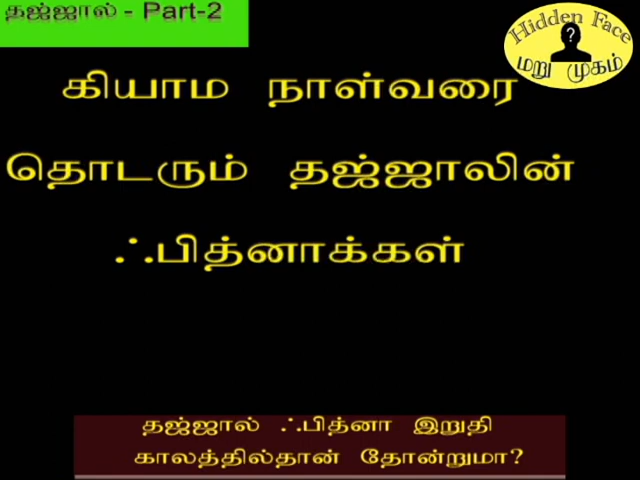 தஜ்ஜால் - Part-2
Hidden Face
?
மறு முகம்
கியாம நாள்வரை
தொடரும் தஜ்ஜாலின்
ஃபித்னாக்கள்
தஜ்ஜால் ஃபித்னா இறுதி
காலத்தில்தான் தோன்றுமா?